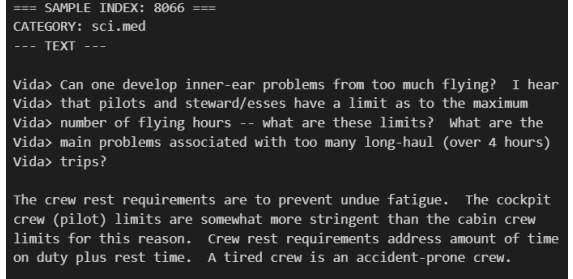 === SAMPLE INDEX: 8066 ===
CATEGORY: sci.med
--- TEXT ---

Vida> Can one develop inner-ear problems from too much flying?  I hear
Vida> that pilots and steward/esses have a limit as to the maximum
Vida> number of flying hours -- what are these limits?  What are the
Vida> main problems associated with too many long-haul (over 4 hours)
Vida> trips?

The crew rest requirements are to prevent undue fatigue.  The cockpit
crew (pilot) limits are somewhat more stringent than the cabin crew
limits for this reason.  Crew rest requirements address amount of time
on duty plus rest time.  A tired crew is an accident-prone crew.